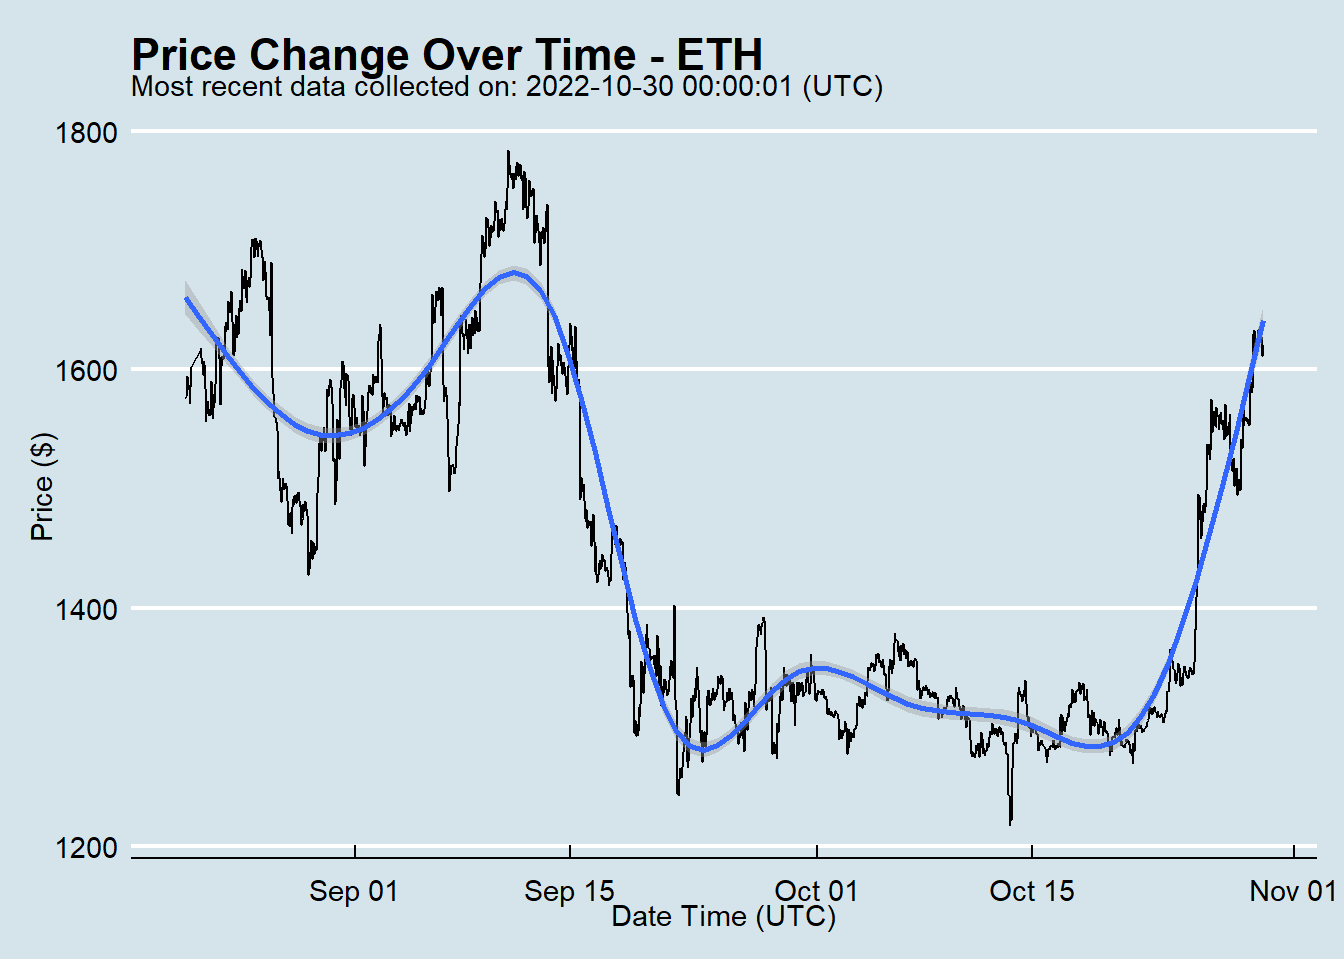 Price Change Over Time - ETH
Most recent data collected on: 2022-10-30 00:00:01 (UTC)
1800
1600
1400
1200
Price ($)
Sep 01
Sep 15
Oct 01
Oct 15
Nov 01
Date Time (UTC)